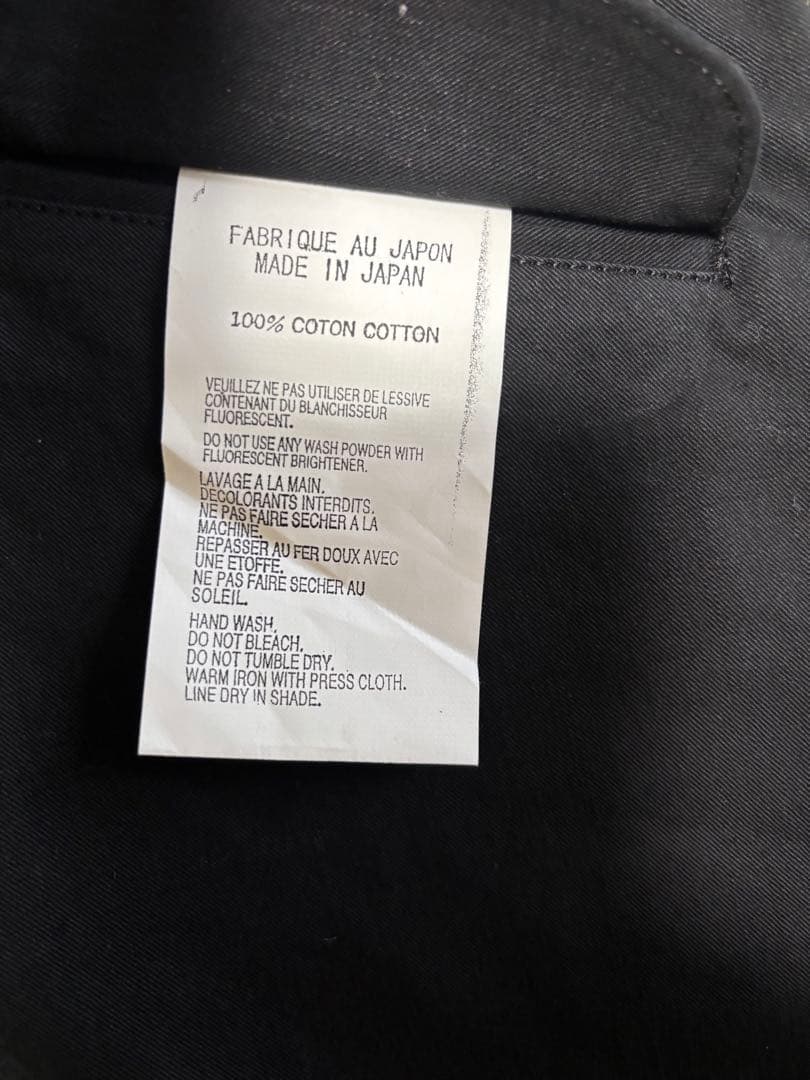 FABRIQUE AU JAPON
MADE IN JAPAN
100% COTON COTTON
VEUILLEZ NE PAS UTILISER DE LESSIVE
CONTENANT DU BLANCHISSEUR
FLUORESCENT.
DO NOT USE ANY WASH POWDER WITH
FLUORESCENT BRIGHTENER.
LAVAGE A LA MAIN.
DECOLORANTS INTERDITS.
NE PAS FAIRE SECHER A LA
MACHINE.
REPASSER AU FER DOUX AVEC
UNE ETOFFE.
NE PAS FAIRE SECHER AU
SOLEIL.
HAND WASH.
DO NOT BLEACH.
DO NOT TUMBLE DRY.
WARM IRON WITH PRESS CLOTH.
LINE DRY IN SHADE.